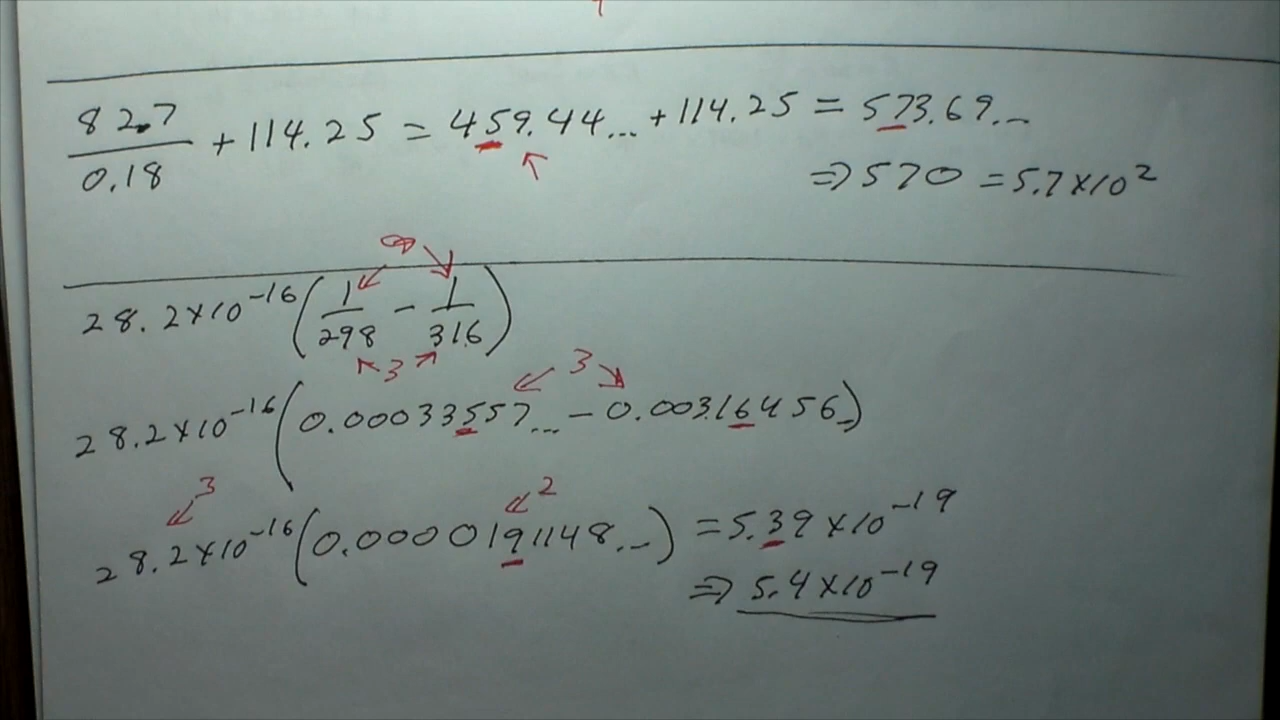 82.7/0.18 + 114.25 = 459.44... + 114.25 = 573.69...
⇒ 570 = 5.7 × 10²
∞
28.2 × 10⁻¹⁶ (1/298 − 1/316)
3
3
28.2 × 10⁻¹⁶ (0.00033557... − 0.00316456..)
3
2
28.2 × 10⁻¹⁶ (0.0000191148...) = 5.39 × 10⁻¹⁹
⇒ 5.4 × 10⁻¹⁹